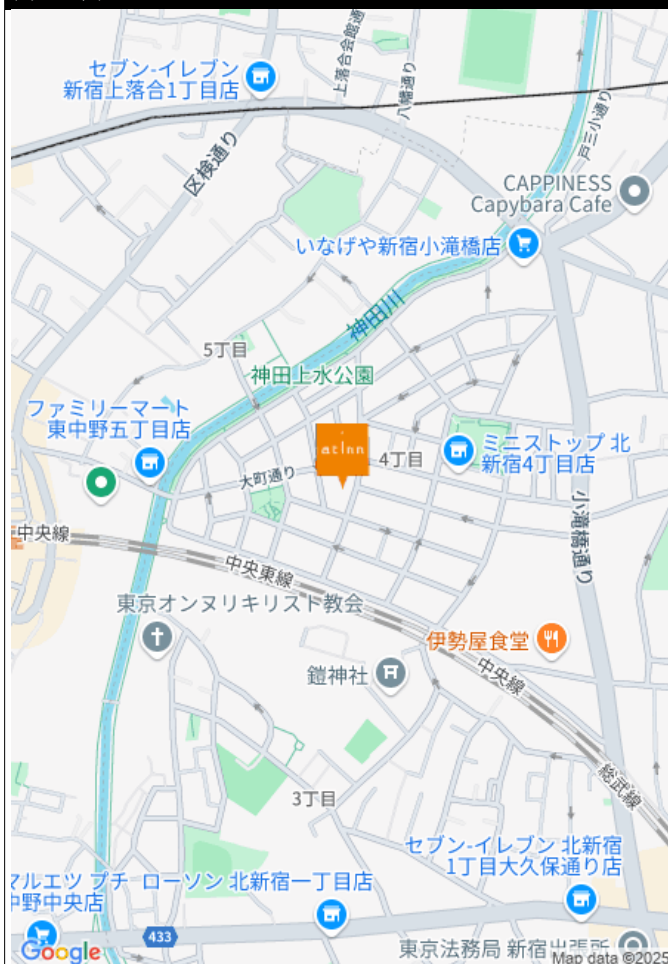 上落合会館通
セブン-イレブン
新宿上落合1丁目店
八幡通り
区検通り
戸三小通り
CAPPINESS
Capybara Cafe
いなげや新宿小滝橋店
神田川
5丁目
神田上水公園
ファミリーマート
東中野五丁目店
at inn
4丁目
ミニストップ 北
新宿4丁目店
大町通り
小滝橋通り
中央線
中央東線
東京オンヌリキリスト教会
伊勢屋食堂
鎧神社
中央線
総武線
3丁目
セブン-イレブン 北新宿
1丁目大久保通り店
マルエツ プチ
中野中央店
ローソン 北新宿一丁目店
433
Google
東京法務局 新宿出張所
Map data ©2025